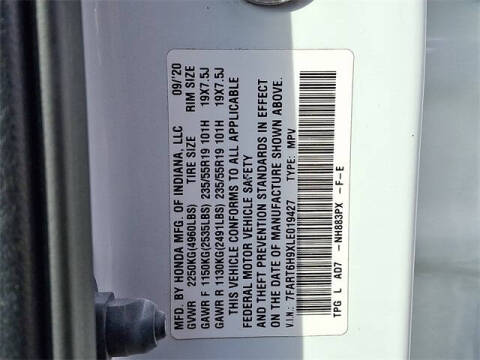 MFD. BY HONDA MFG. OF INDIANA, LLC 09/'20
GVWR 2250KG(4960LBS) TIRE SIZE RIM SIZE
GAWR F 1150KG(2535LBS) 235/55R19 101H 19X7.5J
GAWR R 1130KG(2491LBS) 235/55R19 101H 19X7.5J
THIS VEHICLE CONFORMS TO ALL APPLICABLE
FEDERAL MOTOR VEHICLE SAFETY
AND THEFT PREVENTION STANDARDS IN EFFECT
ON THE DATE OF MANUFACTURE SHOWN ABOVE.
V.I.N: 7FART6H9XLE019427 TYPE: MPV
TPG L AD7 -NH883PX -F-E